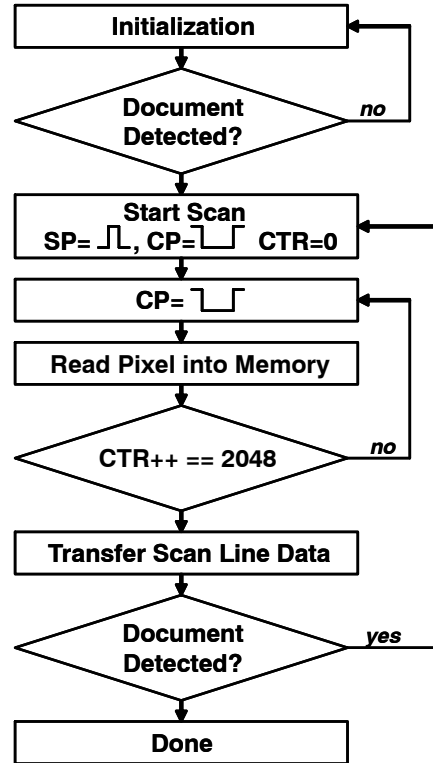 Initialization
Document
Detected?
no
Start Scan
SP= , CP= CTR=0
CP=
Read Pixel into Memory
CTR++ == 2048
no
Transfer Scan Line Data
Document
Detected?
yes
Done